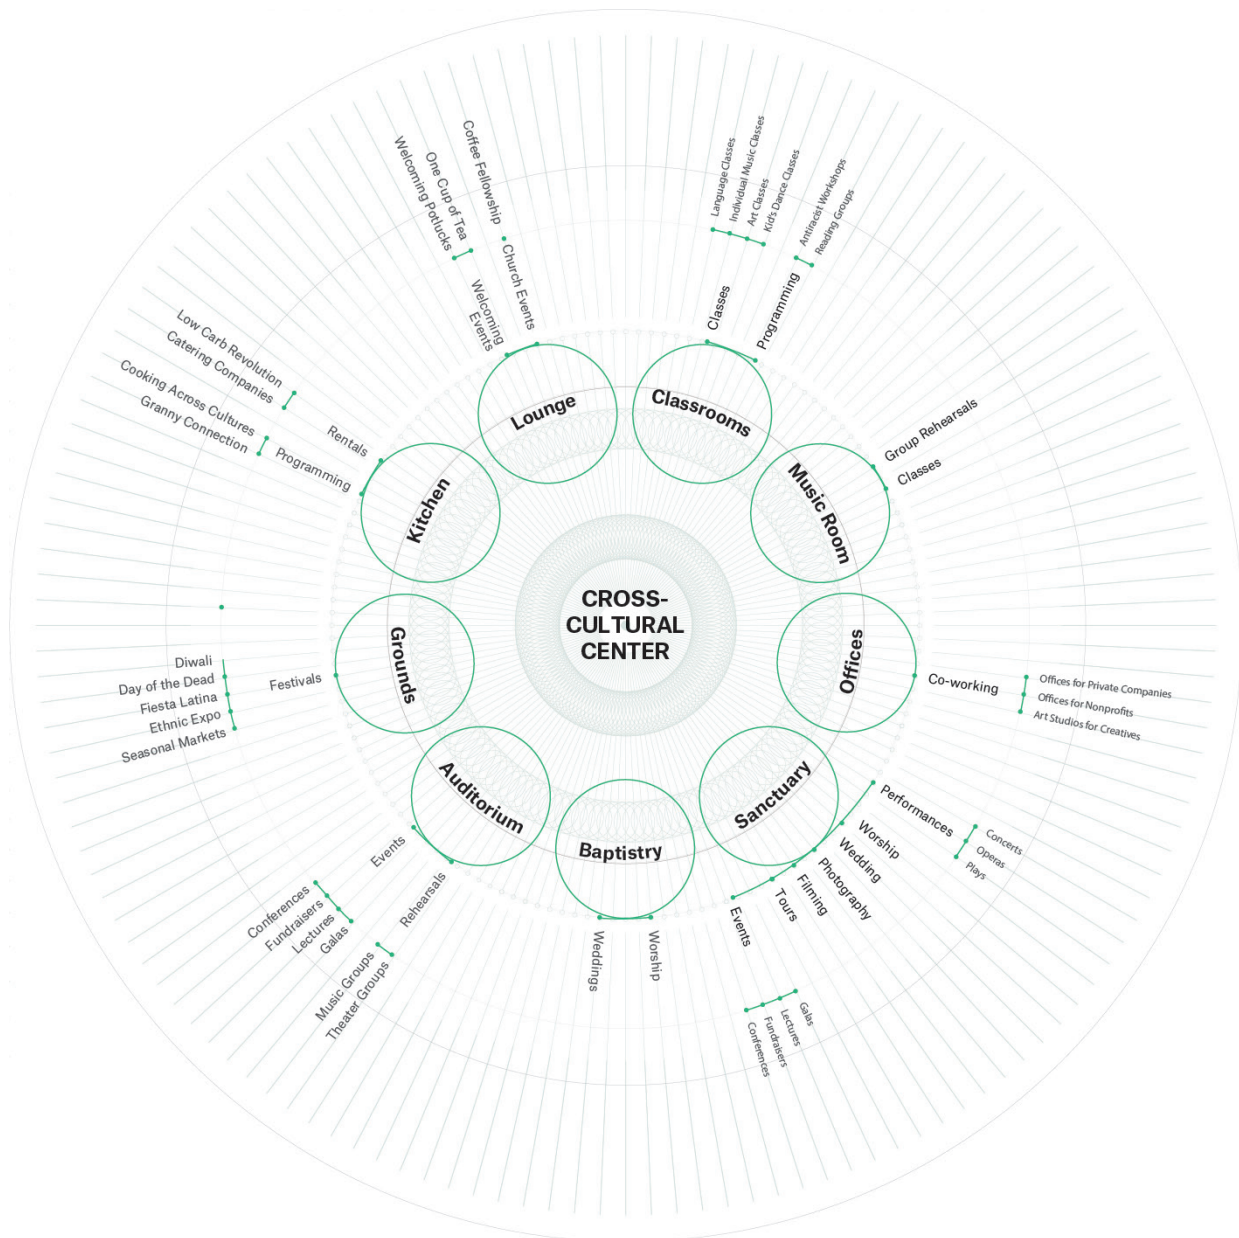 CROSS-
CULTURAL
CENTER
Lounge
Church Events
Coffee Fellowship
Welcoming
Events
One Cup of Tea
Welcoming Potlucks
Classrooms
Classes
Language Classes
Individual Music Classes
Art Classes
Kid's Dance Classes
Programming
Antiracist Workshops
Reading Groups
Music Room
Group Rehearsals
Classes
Offices
Co-working
Offices for Private Companies
Offices for Nonprofits
Art Studios for Creatives
Sanctuary
Performances
Concerts
Operas
Plays
Worship
Wedding
Photography
Filming
Tours
Events
Galas
Lectures
Fundraisers
Conferences
Baptistry
Worship
Weddings
Auditorium
Rehearsals
Music Groups
Theater Groups
Events
Conferences
Fundraisers
Lectures
Galas
Grounds
Festivals
Diwali
Day of the Dead
Fiesta Latina
Ethnic Expo
Seasonal Markets
Kitchen
Programming
Cooking Across Cultures
Granny Connection
Rentals
Low Carb Revolution
Catering Companies